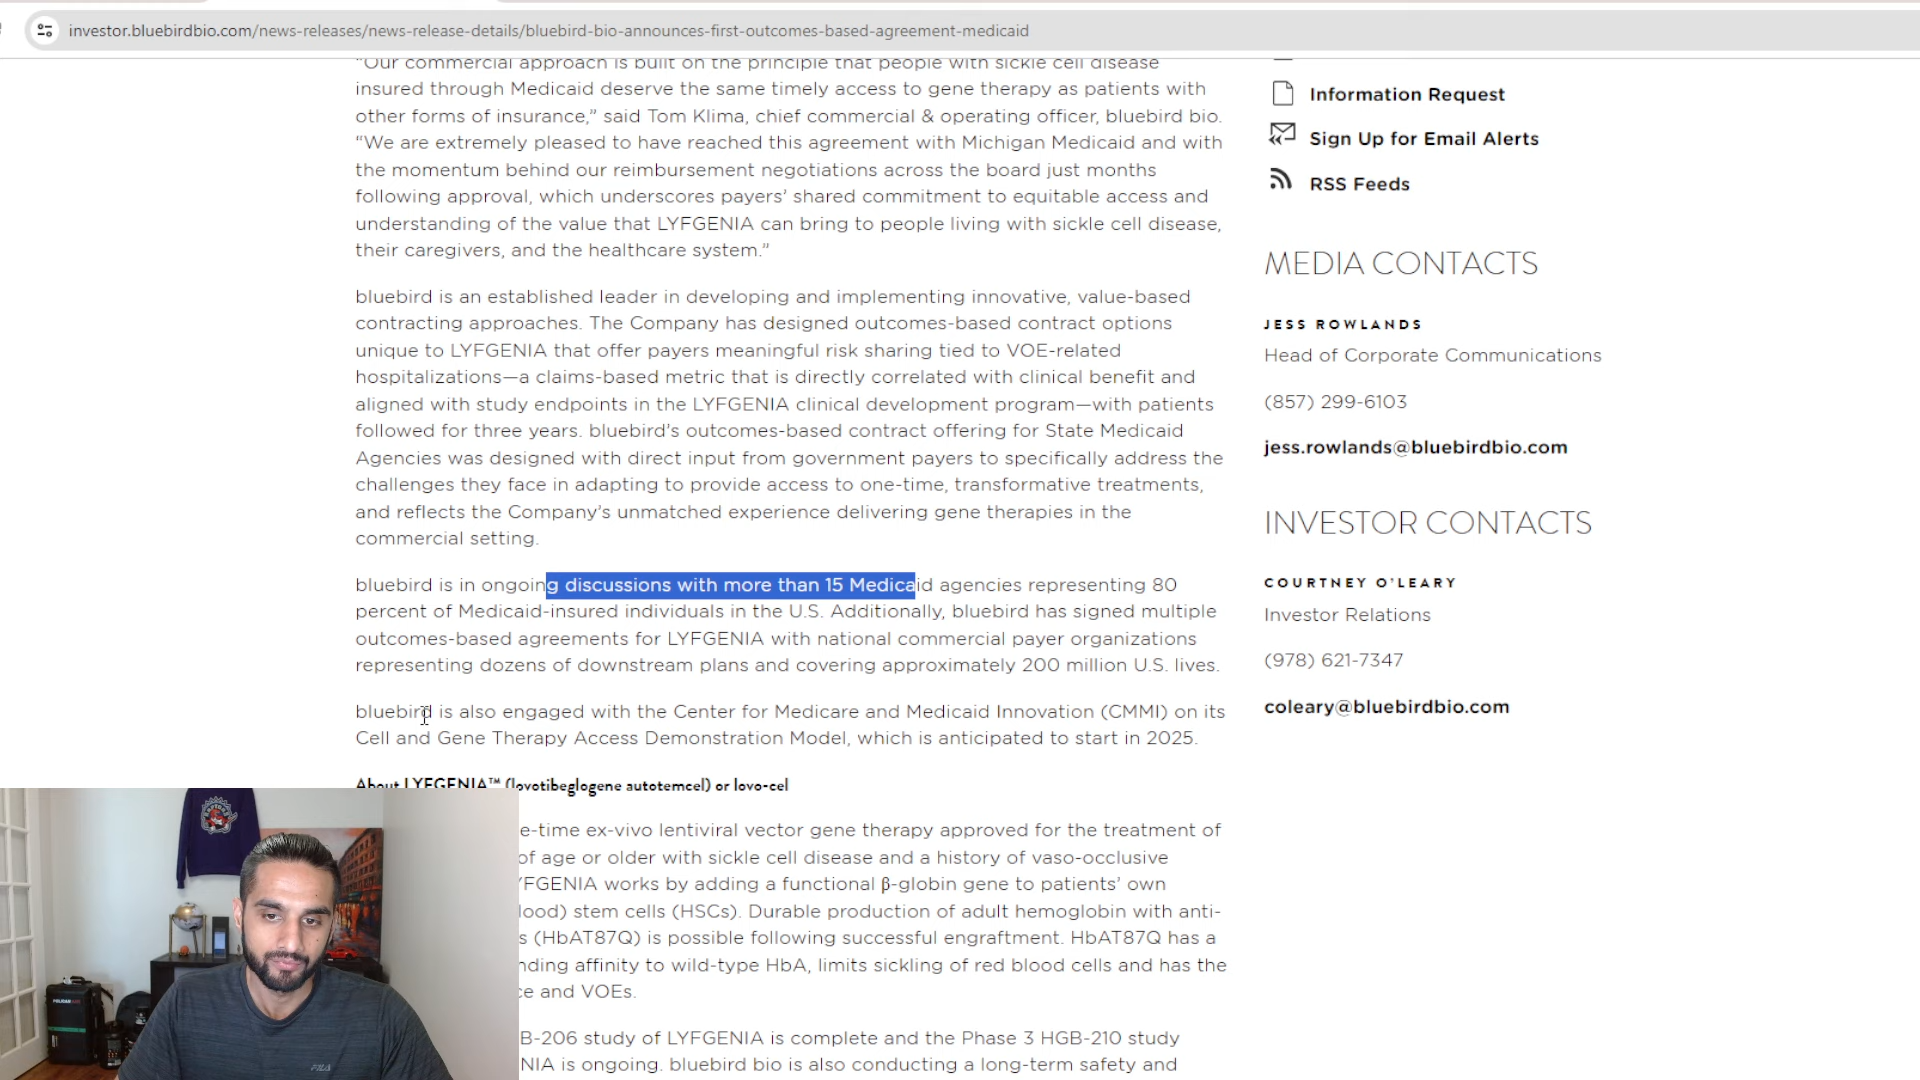 investor.bluebirdbio.com/news-releases/news-release-details/bluebird-bio-announces-first-outcomes-based-agreement-medicaid
“Our commercial approach is built on the principle that people with sickle cell disease
insured through Medicaid deserve the same timely access to gene therapy as patients with
other forms of insurance,” said Tom Klima, chief commercial & operating officer, bluebird bio.
“We are extremely pleased to have reached this agreement with Michigan Medicaid and with
the momentum behind our reimbursement negotiations across the board just months
following approval, which underscores payers’ shared commitment to equitable access and
understanding of the value that LYFGENIA can bring to people living with sickle cell disease,
their caregivers, and the healthcare system.”
bluebird is an established leader in developing and implementing innovative, value-based
contracting approaches. The Company has designed outcomes-based contract options
unique to LYFGENIA that offer payers meaningful risk sharing tied to VOE-related
hospitalizations—a claims-based metric that is directly correlated with clinical benefit and
aligned with study endpoints in the LYFGENIA clinical development program—with patients
followed for three years. bluebird’s outcomes-based contract offering for State Medicaid
Agencies was designed with direct input from government payers to specifically address the
challenges they face in adapting to provide access to one-time, transformative treatments,
and reflects the Company’s unmatched experience delivering gene therapies in the
commercial setting.
bluebird is in ongoing discussions with more than 15 Medicaid agencies representing 80
percent of Medicaid-insured individuals in the U.S. Additionally, bluebird has signed multiple
outcomes-based agreements for LYFGENIA with national commercial payer organizations
representing dozens of downstream plans and covering approximately 200 million U.S. lives.
bluebird is also engaged with the Center for Medicare and Medicaid Innovation (CMMI) on its
Cell and Gene Therapy Access Demonstration Model, which is anticipated to start in 2025.
About LYFGENIA™ (lovotibeglogene autotemcel) or lovo-cel
e-time ex-vivo lentiviral vector gene therapy approved for the treatment of
of age or older with sickle cell disease and a history of vaso-occlusive
YFGENIA works by adding a functional β-globin gene to patients’ own
lood) stem cells (HSCs). Durable production of adult hemoglobin with anti-
s (HbAT87Q) is possible following successful engraftment. HbAT87Q has a
nding affinity to wild-type HbA, limits sickling of red blood cells and has the
ce and VOEs.
B-206 study of LYFGENIA is complete and the Phase 3 HGB-210 study
NIA is ongoing. bluebird bio is also conducting a long-term safety and
Information Request
Sign Up for Email Alerts
RSS Feeds
MEDIA CONTACTS
JESS ROWLANDS
Head of Corporate Communications
(857) 299-6103
jess.rowlands@bluebirdbio.com
INVESTOR CONTACTS
COURTNEY O’LEARY
Investor Relations
(978) 621-7347
coleary@bluebirdbio.com
RAPTORS
FILA